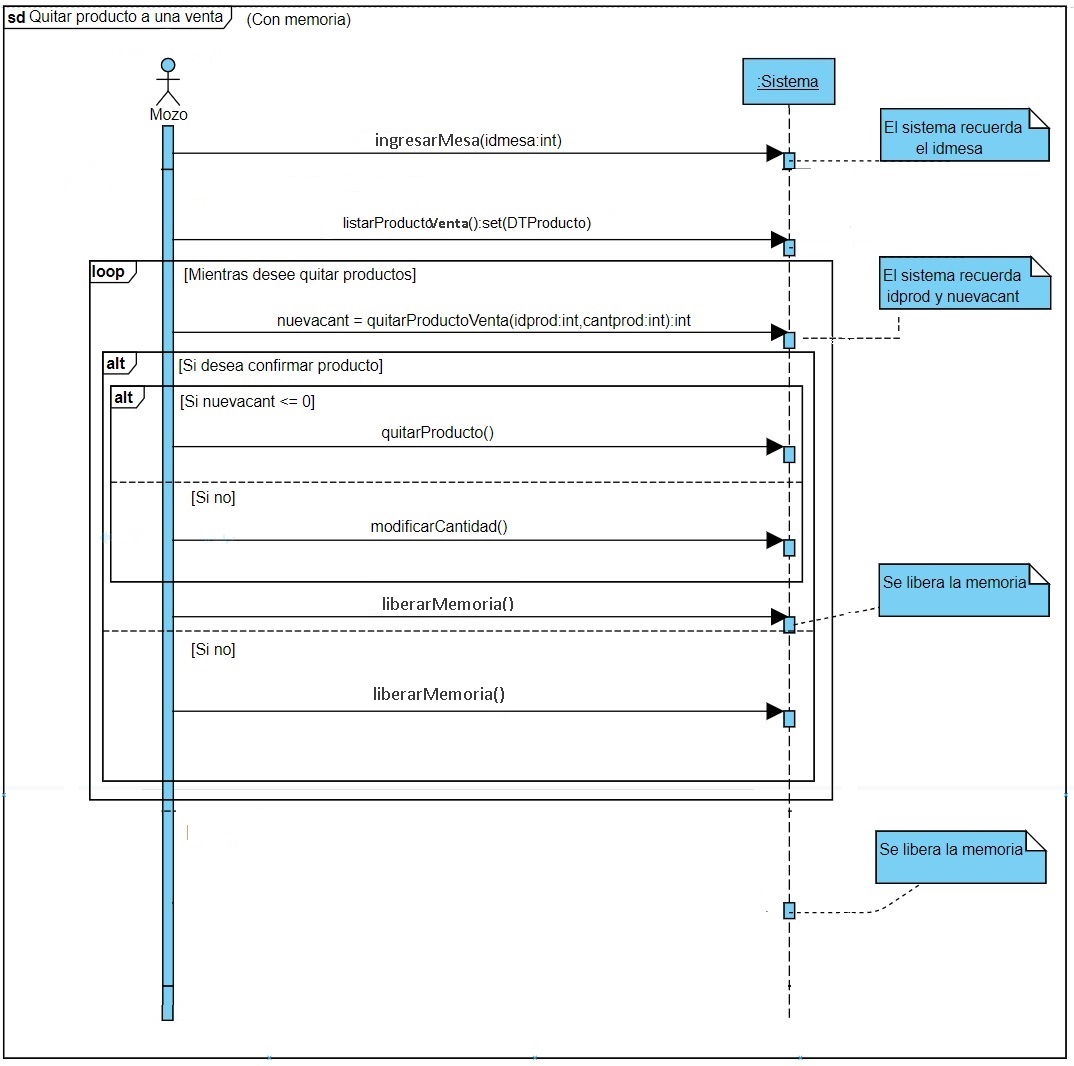 sd Quitar producto a una venta (Con memoria)
Mozo
:Sistema
ingresarMesa(idmesa:int)
El sistema recuerda
el idmesa
listarProductoVenta():set(DTProducto)
loop [Mientras desee quitar productos]
El sistema recuerda
idprod y nuevacant
nuevacant = quitarProductoVenta(idprod:int,cantprod:int):int
alt [Si desea confirmar producto]
alt [Si nuevacant <= 0]
quitarProducto()
[Si no]
modificarCantidad()
Se libera la memoria
liberarMemoria()
[Si no]
liberarMemoria()
Se libera la memoria